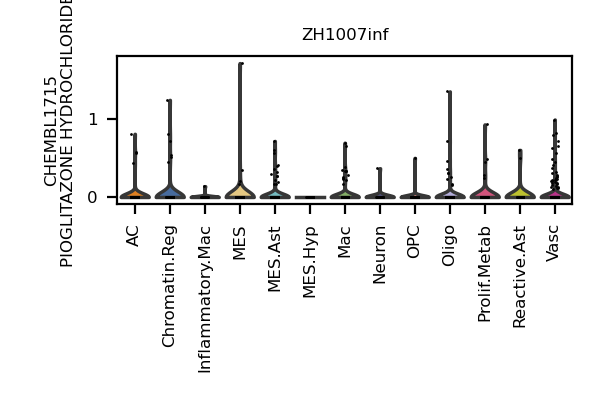 ZH1007inf
CHEMBL1715
PIOGLITAZONE HYDROCHLORIDE
1
0
AC
Chromatin.Reg
Inflammatory.Mac
MES
MES.Ast
MES.Hyp
Mac
Neuron
OPC
Oligo
Prolif.Metab
Reactive.Ast
Vasc